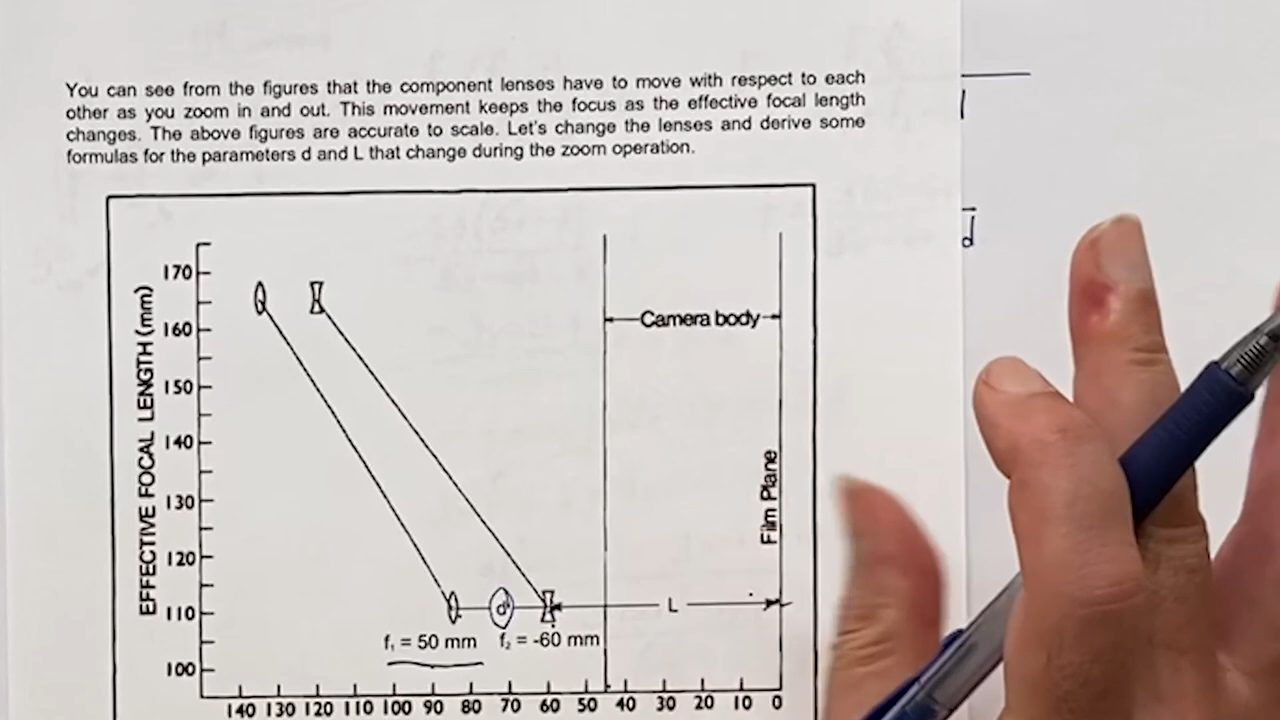 You can see from the figures that the component lenses have to move with respect to each
other as you zoom in and out. This movement keeps the focus as the effective focal length
changes. The above figures are accurate to scale. Let's change the lenses and derive some
formulas for the parameters d and L that change during the zoom operation.
d
EFFECTIVE FOCAL LENGTH (mm)
170
160
150
140
130
120
110
100
Camera body
Film Plane
d
L
f₁ = 50 mm f₂ = -60 mm
140 130 120 110 100 90 80 70 60 50 40 30 20 10 0